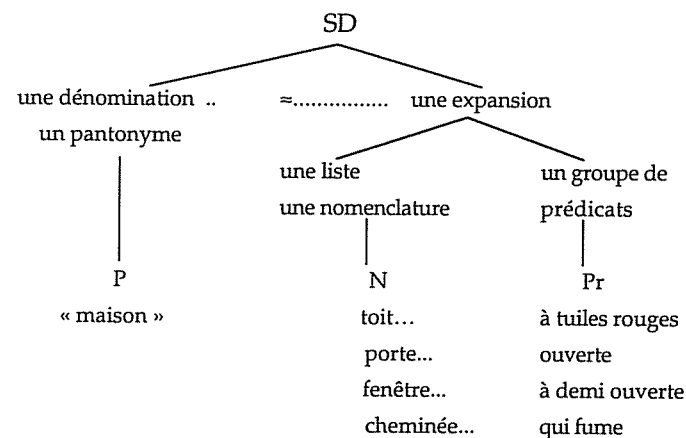 SD
une dénomination .. ≈................ une expansion
un pantonyme
une liste un groupe de
une nomenclature prédicats
P N Pr
« maison » toit... à tuiles rouges
porte... ouverte
fenêtre... à demi ouverte
cheminée... qui fume